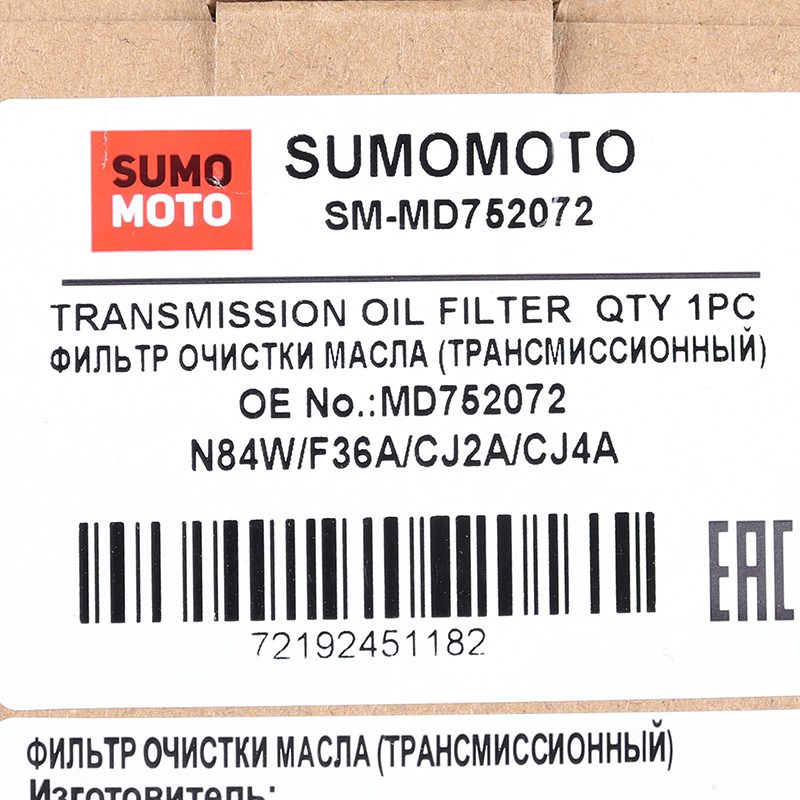 SUMO
MOTO
SUMOMOTO
SM-MD752072
TRANSMISSION OIL FILTER QTY 1PC
ФИЛЬТР ОЧИСТКИ МАСЛА (ТРАНСМИССИОННЫЙ)
OE No.:MD752072
N84W/F36A/CJ2A/CJ4A
72192451182
EAC
ФИЛЬТР ОЧИСТКИ МАСЛА (ТРАНСМИССИОННЫЙ)
Изготовитель: